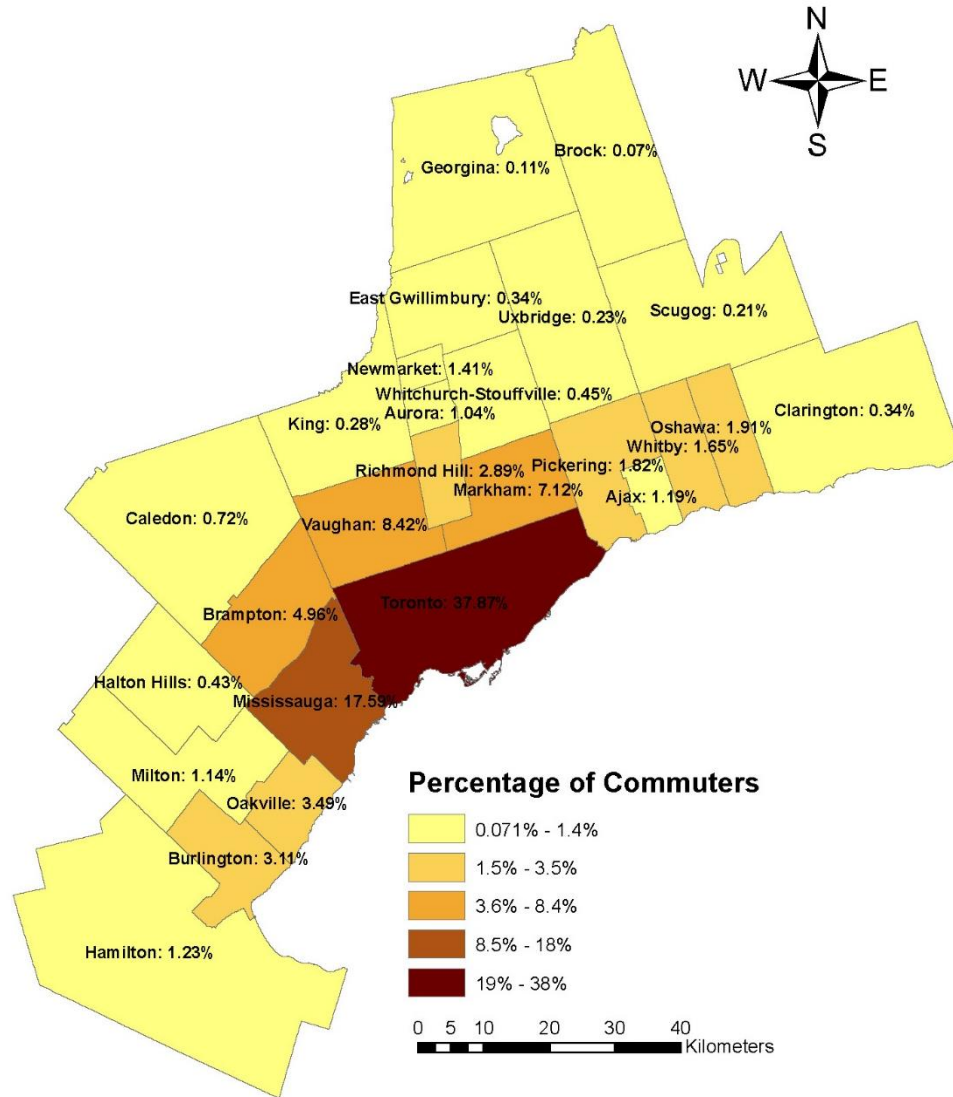 N
W E
S
Brock: 0.07%
Georgina: 0.11%
East Gwillimbury: 0.34%
Uxbridge: 0.23%
Scugog: 0.21%
Newmarket: 1.41%
Whitchurch-Stouffville: 0.45%
Aurora: 1.04%
King: 0.28%
Clarington: 0.34%
Oshawa: 1.91%
Whitby: 1.65%
Richmond Hill: 2.89%
Pickering: 1.82%
Markham: 7.12%
Ajax: 1.19%
Caledon: 0.72%
Vaughan: 8.42%
Toronto: 37.87%
Brampton: 4.96%
Halton Hills: 0.43%
Mississauga: 17.59%
Milton: 1.14%
Oakville: 3.49%
Burlington: 3.11%
Hamilton: 1.23%
Percentage of Commuters
0.071% - 1.4%
1.5% - 3.5%
3.6% - 8.4%
8.5% - 18%
19% - 38%
0 5 10 20 30 40
Kilometers